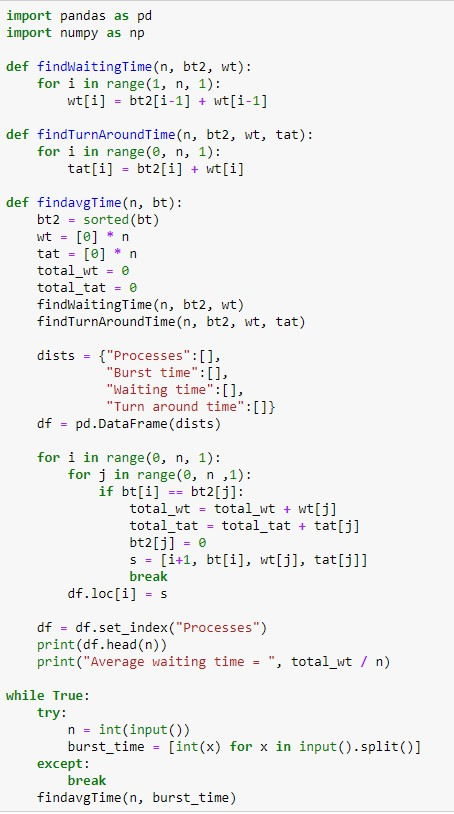 import pandas as pd
import numpy as np

def findWaitingTime(n, bt2, wt):
    for i in range(1, n, 1):
        wt[i] = bt2[i-1] + wt[i-1]

def findTurnAroundTime(n, bt2, wt, tat):
    for i in range(0, n, 1):
        tat[i] = bt2[i] + wt[i]

def findavgTime(n, bt):
    bt2 = sorted(bt)
    wt = [0] * n
    tat = [0] * n
    total_wt = 0
    total_tat = 0
    findWaitingTime(n, bt2, wt)
    findTurnAroundTime(n, bt2, wt, tat)

    dists = {"Processes":[],
             "Burst time":[],
             "Waiting time":[],
             "Turn around time":[]}
    df = pd.DataFrame(dists)

    for i in range(0, n, 1):
        for j in range(0, n ,1):
            if bt[i] == bt2[j]:
                total_wt = total_wt + wt[j]
                total_tat = total_tat + tat[j]
                bt2[j] = 0
                s = [i+1, bt[i], wt[j], tat[j]]
                break
        df.loc[i] = s

    df = df.set_index("Processes")
    print(df.head(n))
    print("Average waiting time = ", total_wt / n)

while True:
    try:
        n = int(input())
        burst_time = [int(x) for x in input().split()]
    except:
        break
    findavgTime(n, burst_time)